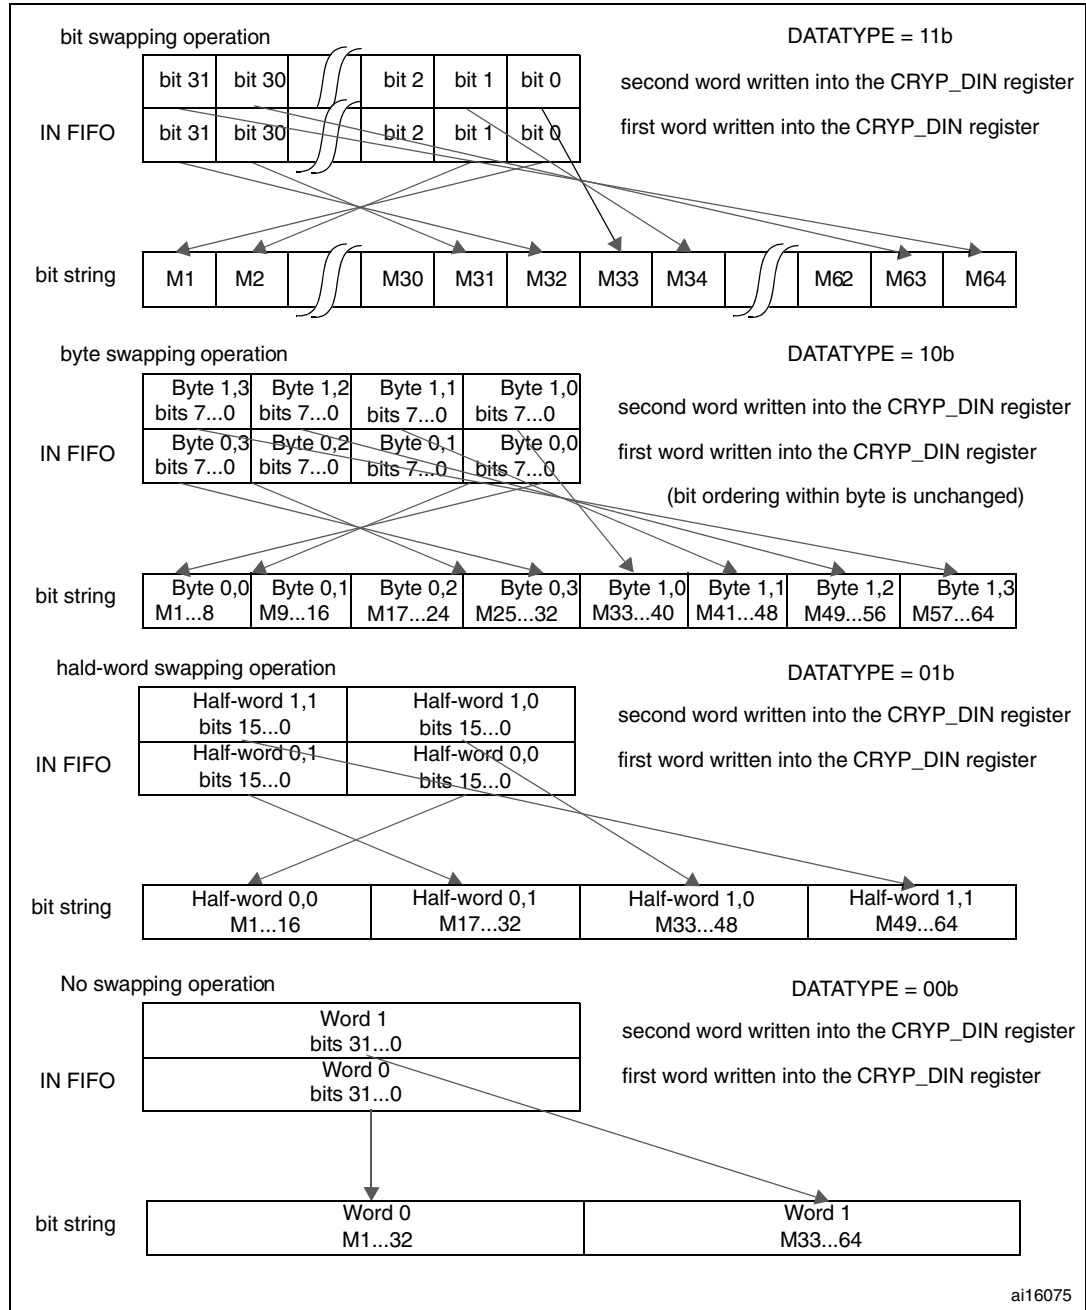 bit swapping operation
DATATYPE = 11b
bit 31 bit 30 bit 2 bit 1 bit 0
second word written into the CRYP_DIN register
IN FIFO
bit 31 bit 30 bit 2 bit 1 bit 0
first word written into the CRYP_DIN register
bit string
M1 M2 M30 M31 M32 M33 M34 M62 M63 M64
byte swapping operation
DATATYPE = 10b
Byte 1,3 Byte 1,2 Byte 1,1 Byte 1,0
bits 7...0 bits 7...0 bits 7...0 bits 7...0
second word written into the CRYP_DIN register
IN FIFO
Byte 0,3 Byte 0,2 Byte 0,1 Byte 0,0
bits 7...0 bits 7...0 bits 7...0 bits 7...0
first word written into the CRYP_DIN register
(bit ordering within byte is unchanged)
bit string
Byte 0,0 Byte 0,1 Byte 0,2 Byte 0,3 Byte 1,0 Byte 1,1 Byte 1,2 Byte 1,3
M1...8 M9...16 M17...24 M25...32 M33...40 M41...48 M49...56 M57...64
hald-word swapping operation
DATATYPE = 01b
Half-word 1,1 Half-word 1,0
bits 15...0 bits 15...0
second word written into the CRYP_DIN register
IN FIFO
Half-word 0,1 Half-word 0,0
bits 15...0 bits 15...0
first word written into the CRYP_DIN register
bit string
Half-word 0,0 Half-word 0,1 Half-word 1,0 Half-word 1,1
M1...16 M17...32 M33...48 M49...64
No swapping operation
DATATYPE = 00b
Word 1
bits 31...0
second word written into the CRYP_DIN register
IN FIFO
Word 0
bits 31...0
first word written into the CRYP_DIN register
bit string
Word 0 Word 1
M1...32 M33...64
ai16075